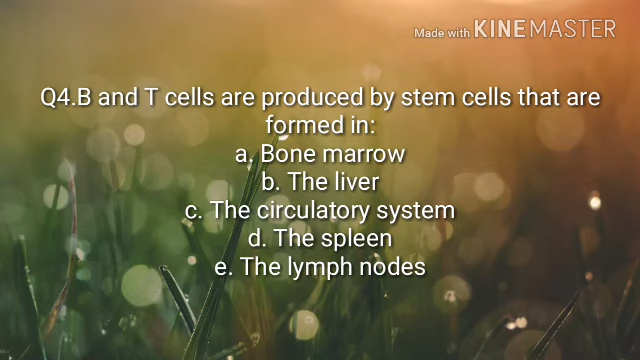 Made with KINEMASTER
Q4.B and T cells are produced by stem cells that are
formed in:
a. Bone marrow
b. The liver
c. The circulatory system
d. The spleen
e. The lymph nodes